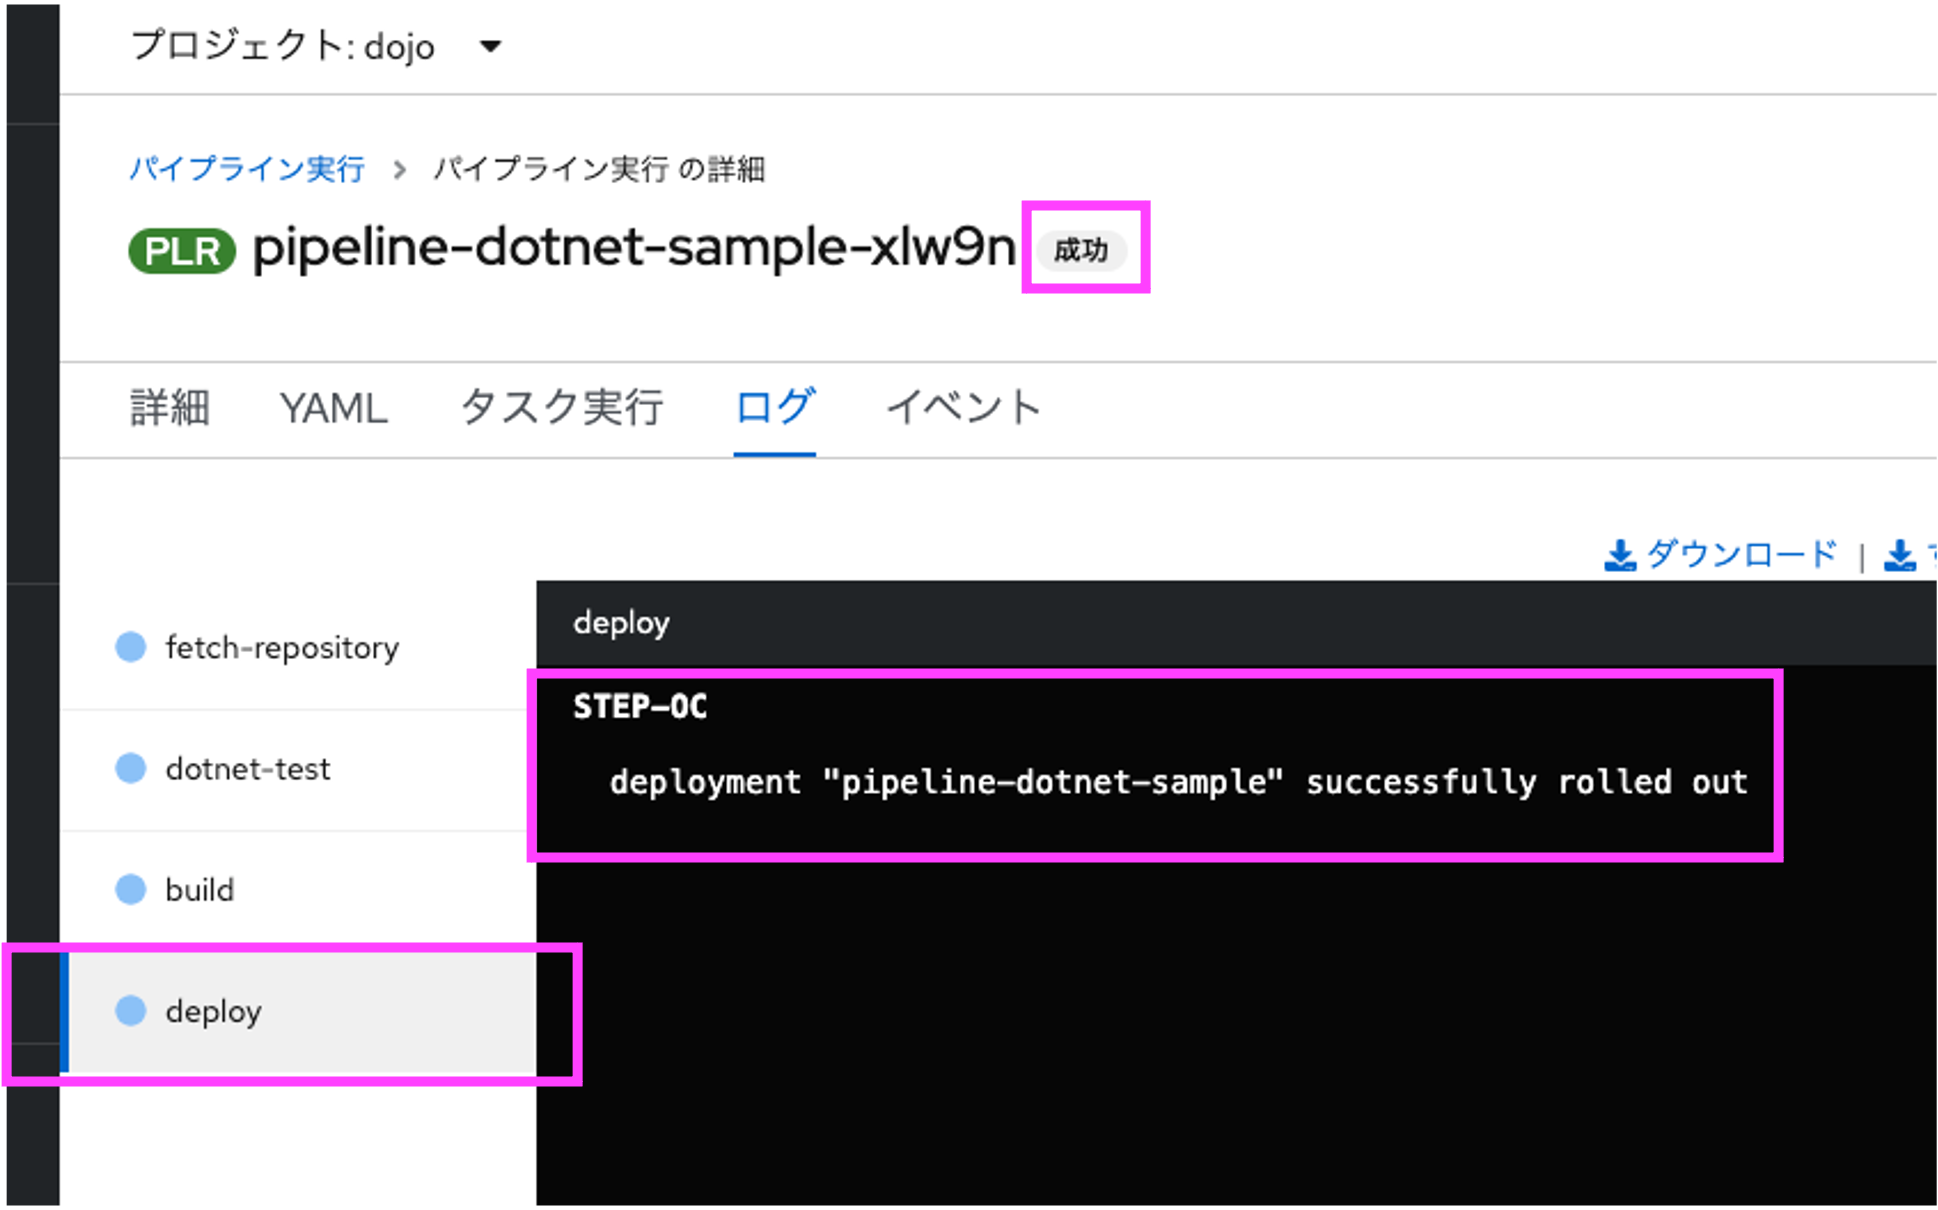 プロジェクト: dojo
パイプライン実行 > パイプライン実行 の詳細
PLR pipeline-dotnet-sample-xlw9n 成功
詳細 YAML タスク実行 ログ イベント
ダウンロード |
fetch-repository
dotnet-test
build
deploy
deploy
STEP-OC
deployment "pipeline-dotnet-sample" successfully rolled out